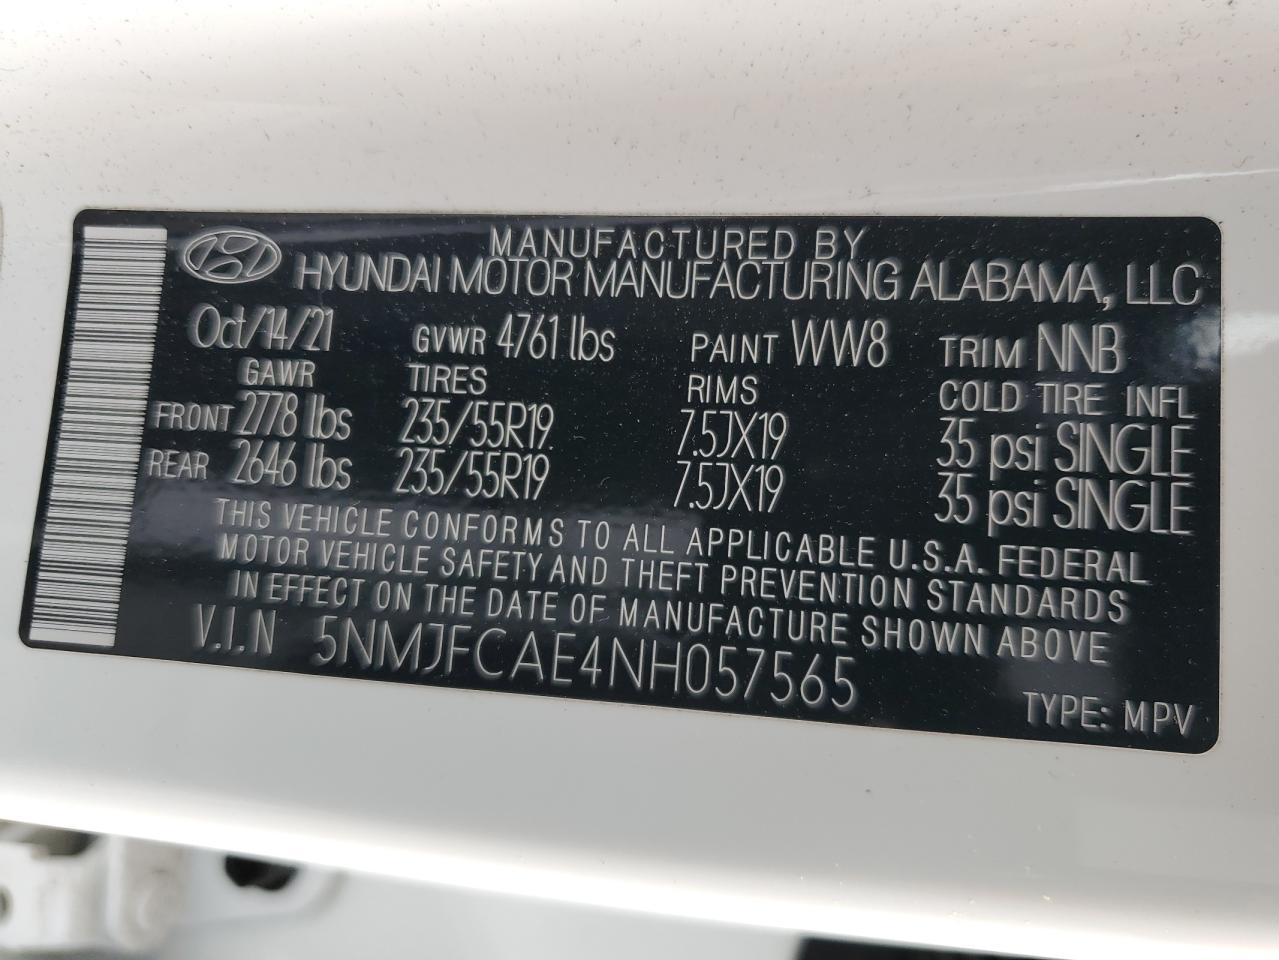 MANUFACTURED BY
HYUNDAI MOTOR MANUFACTURING ALABAMA, LLC
Oct/14/21 GVWR 4761 lbs PAINT WW8 TRIM NNB
GAWR TIRES RIMS COLD TIRE INFL
FRONT 2778 lbs 235/55R19 7.5JX19 35 psi SINGLE
REAR 2646 lbs 235/55R19 7.5JX19 35 psi SINGLE
THIS VEHICLE CONFORMS TO ALL APPLICABLE U.S.A. FEDERAL
MOTOR VEHICLE SAFETY AND THEFT PREVENTION STANDARDS
IN EFFECT ON THE DATE OF MANUFACTURE SHOWN ABOVE
V.I.N 5NMJFCAE4NH057565
TYPE: MPV